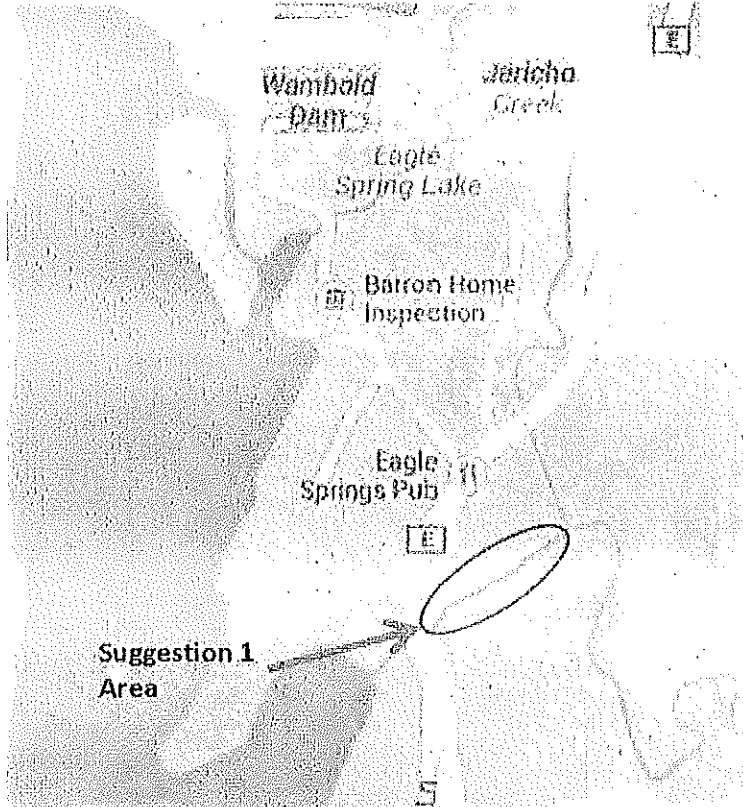 E
Wambold
Dam
Jericho
Creek
Eagle
Spring Lake
Barron Home
Inspection
Eagle
Springs Pub
E
Suggestion 1
Area